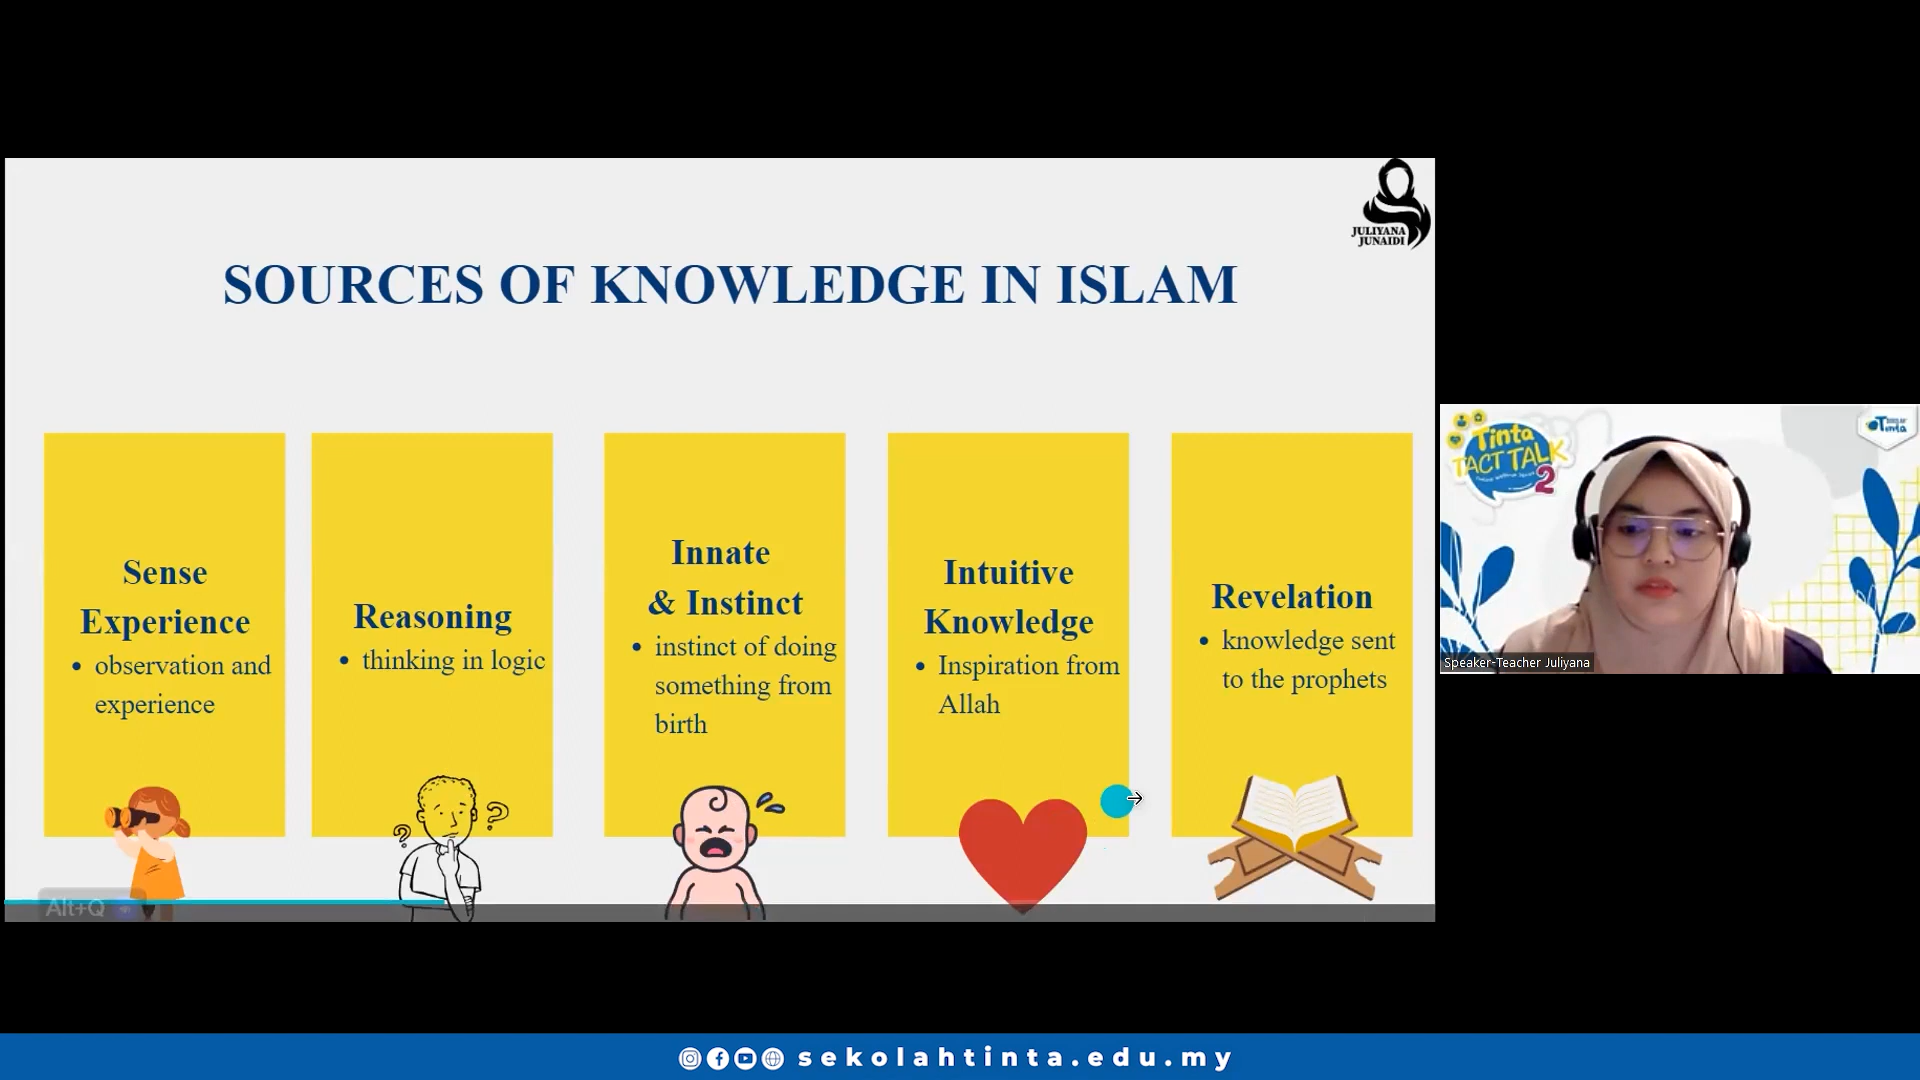 JULIYANA
JUNAIDI
SOURCES OF KNOWLEDGE IN ISLAM
Sense
Experience
• observation and
experience
Reasoning
• thinking in logic
Innate
& Instinct
• instinct of doing
something from
birth
Intuitive
Knowledge
• Inspiration from
Allah
Revelation
• knowledge sent
to the prophets
?
?
Alt+Q
Tinta
TACT TALK
2
Tinta
Speaker-Teacher Juliyana
sekolahtinta.edu.my